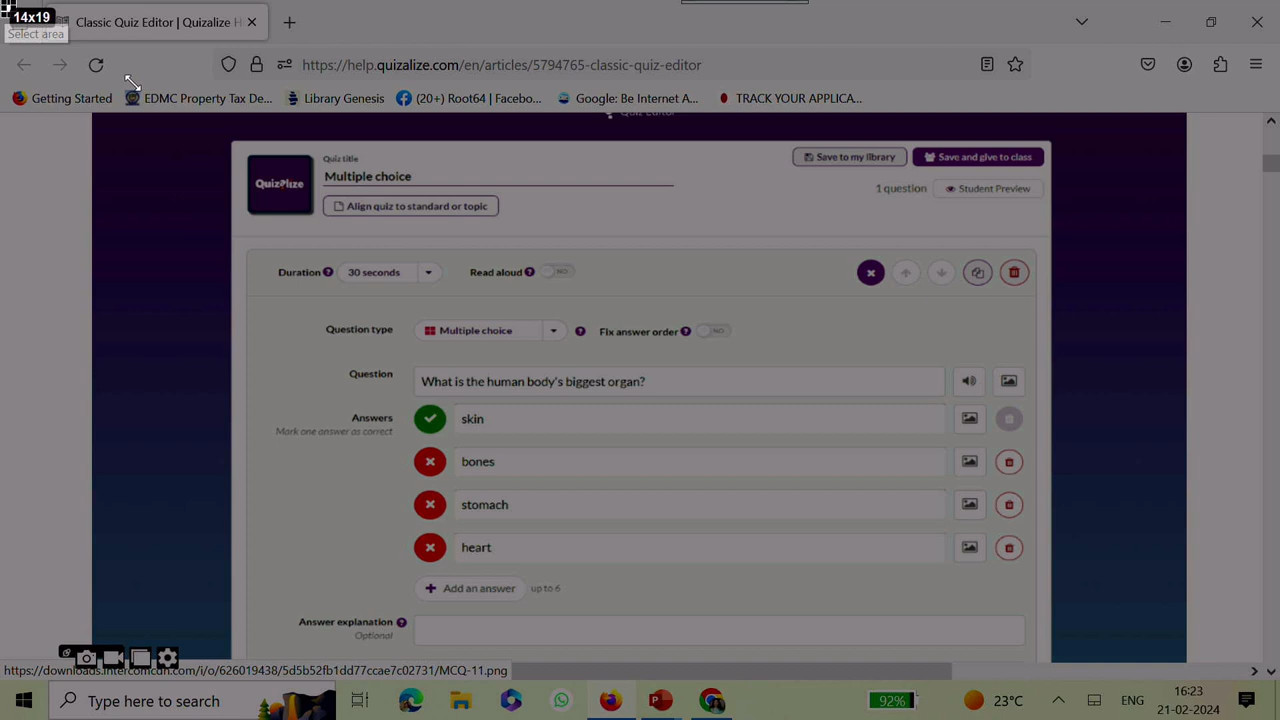 14x19
Select area
Classic Quiz Editor | Quizalize H
https://help.quizalize.com/en/articles/5794765-classic-quiz-editor
Getting Started
EDMC Property Tax De...
Library Genesis
(20+) Root64 | Facebo...
Google: Be Internet A...
TRACK YOUR APPLICA...
Quiz Editor
Quizalize
Quiz title
Multiple choice
Save to my library
Save and give to class
Align quiz to standard or topic
1 question
Student Preview
Duration
30 seconds
Read aloud
NO
Question type
Multiple choice
Fix answer order
NO
Question
What is the human body's biggest organ?
Answers
Mark one answer as correct
skin
bones
stomach
heart
Add an answer
up to 6
Answer explanation
Optional
https://downloads.intercomcdn.com/i/o/626019438/5d5b52fb1dd77ccae7c02731/MCQ-11.png
Type here to search
92%
23°C
ENG
16:23
21-02-2024